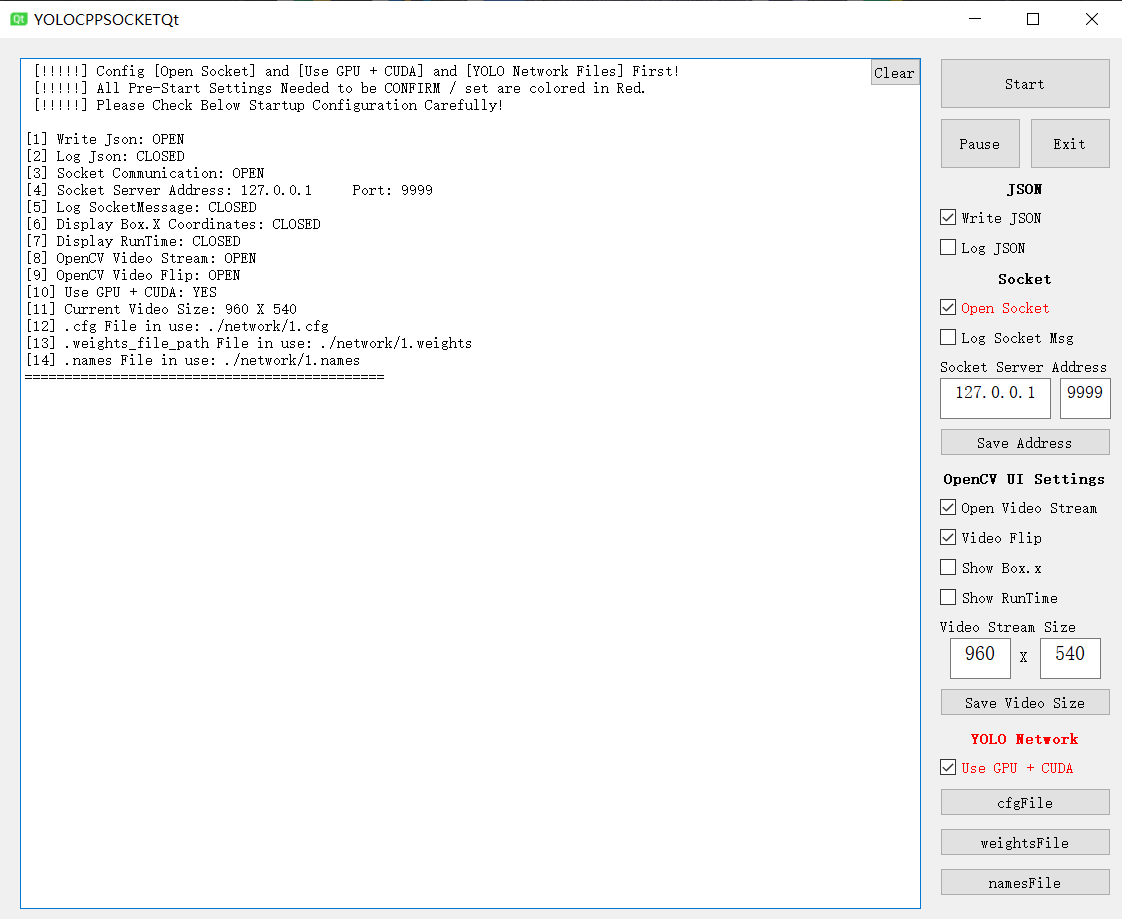 Qt YOLOCPPSOCKETQt
[!!!!!] Config [Open Socket] and [Use GPU + CUDA] and [YOLO Network Files] First!
[!!!!!] All Pre-Start Settings Needed to be CONFIRM / set are colored in Red.
[!!!!!] Please Check Below Startup Configuration Carefully!
[1] Write Json: OPEN
[2] Log Json: CLOSED
[3] Socket Communication: OPEN
[4] Socket Server Address: 127.0.0.1     Port: 9999
[5] Log SocketMessage: CLOSED
[6] Display Box.X Coordinates: CLOSED
[7] Display RunTime: CLOSED
[8] OpenCV Video Stream: OPEN
[9] OpenCV Video Flip: OPEN
[10] Use GPU + CUDA: YES
[11] Current Video Size: 960 X 540
[12] .cfg File in use: ./network/1.cfg
[13] .weights_file_path File in use: ./network/1.weights
[14] .names File in use: ./network/1.names
=============================================
Clear
Start
Pause
Exit
JSON
Write JSON
Log JSON
Socket
Open Socket
Log Socket Msg
Socket Server Address
127.0.0.1
9999
Save Address
OpenCV UI Settings
Open Video Stream
Video Flip
Show Box.x
Show RunTime
Video Stream Size
960 X 540
Save Video Size
YOLO Network
Use GPU + CUDA
cfgFile
weightsFile
namesFile